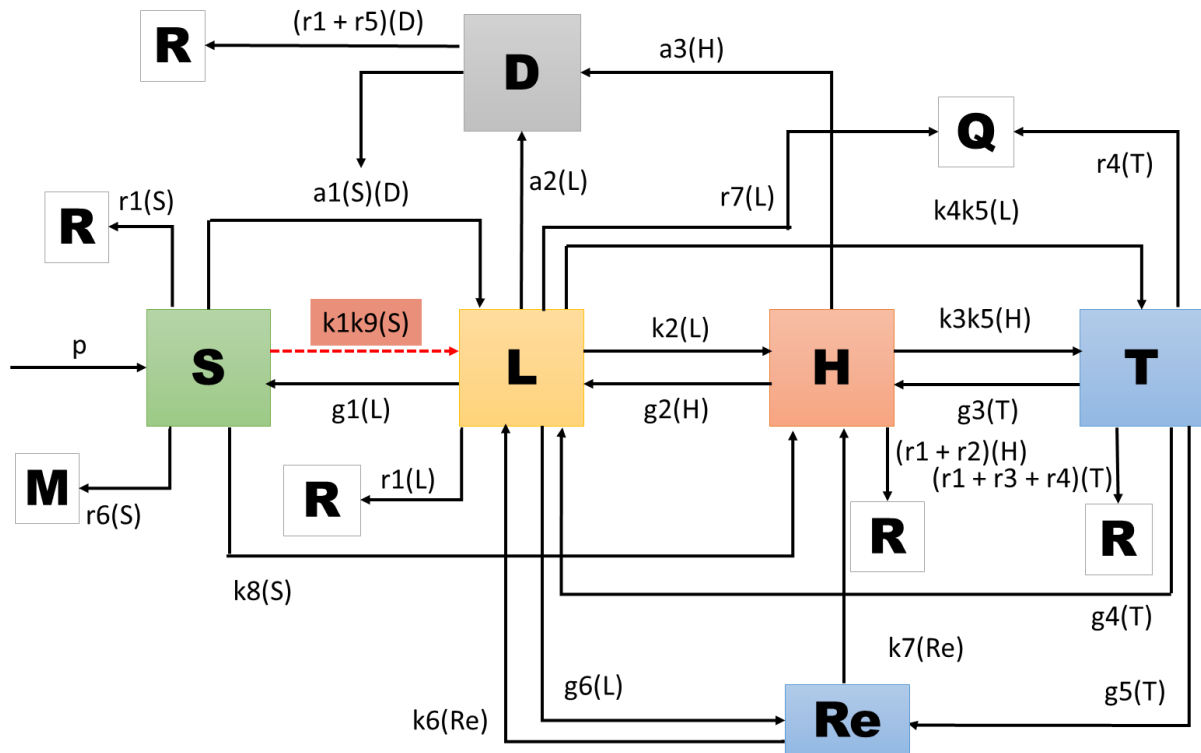 (r1 + r5)(D)
R
D
a3(H)
Q
r4(T)
a1(S)(D)
a2(L)
r7(L)
k4k5(L)
r1(S)
R
p
S
k1k9(S)
L
k2(L)
H
k3k5(H)
T
g1(L)
g2(H)
g3(T)
M
r6(S)
R
r1(L)
(r1 + r2)(H)
(r1 + r3 + r4)(T)
R
R
k8(S)
g4(T)
k7(Re)
g6(L)
k6(Re)
Re
g5(T)